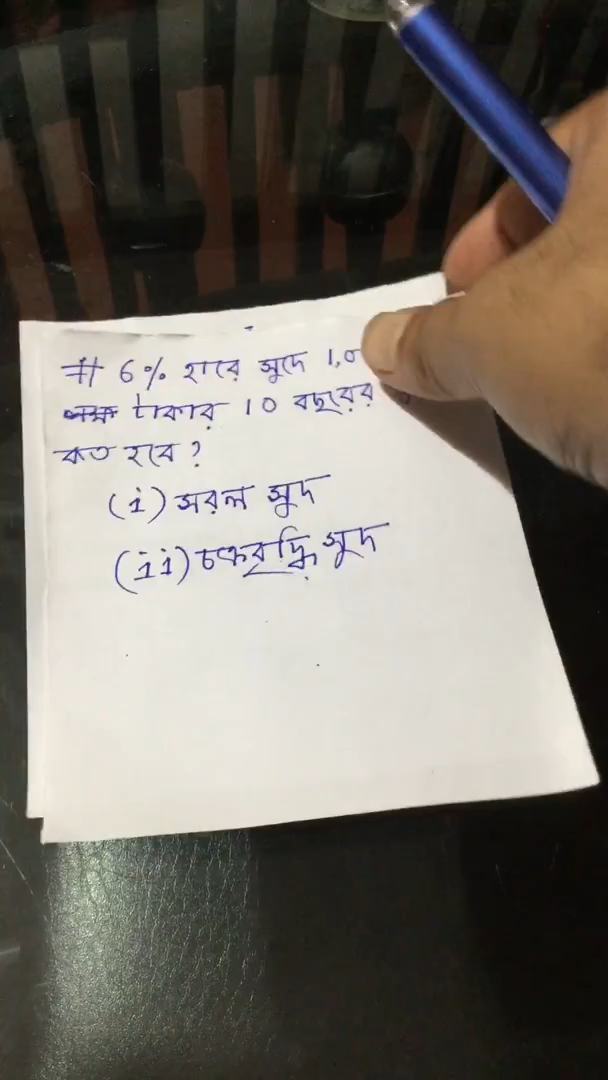 # 6% হারে সুদে 1,0
টাকার 10 বছরের
কত হবে ?
(i) সরল সুদ
(ii) চক্রবৃদ্ধি সুদ